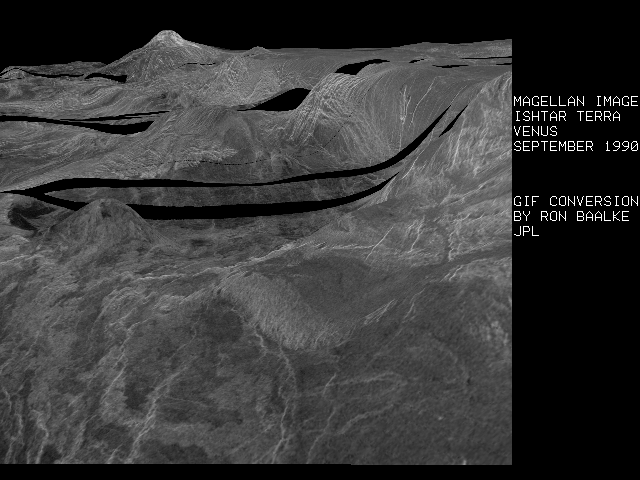 MAGELLAN IMAGE
ISHTAR TERRA
VENUS
SEPTEMBER 1990
GIF CONVERSION
BY RON BAALKE
JPL